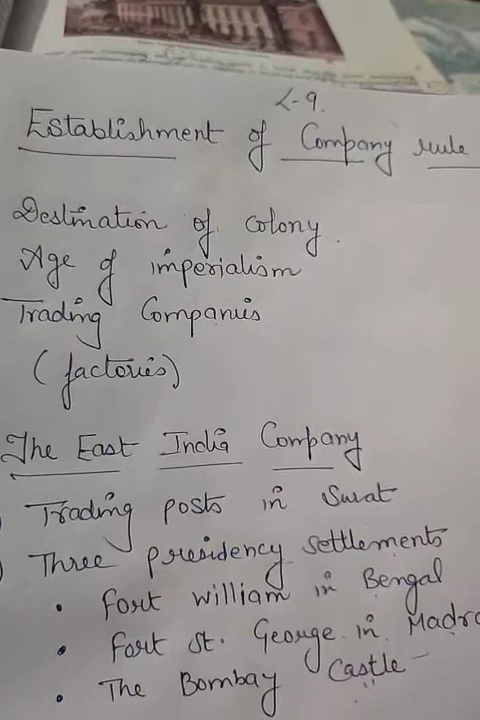 L-9.
Establishment of Company rule
Destination of colony.
Age of imperialism
Trading Companies
(factories)
The East India Company
Trading posts in Surat
Three presidency settlements
• Fort William in Bengal
• Fort St. George in Madra
• The Bombay Castle